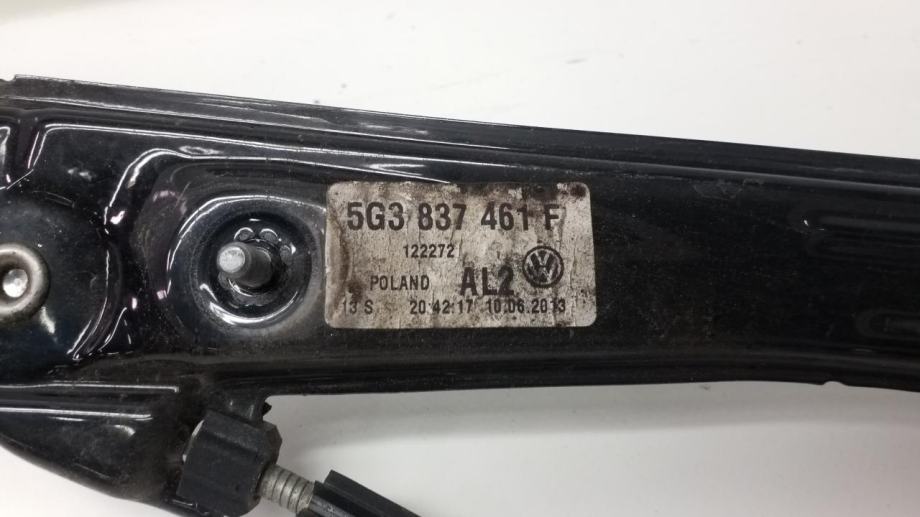 5G3 837 461 F
122272
POLAND AL2
13 S 20:42:17 10.06.2013